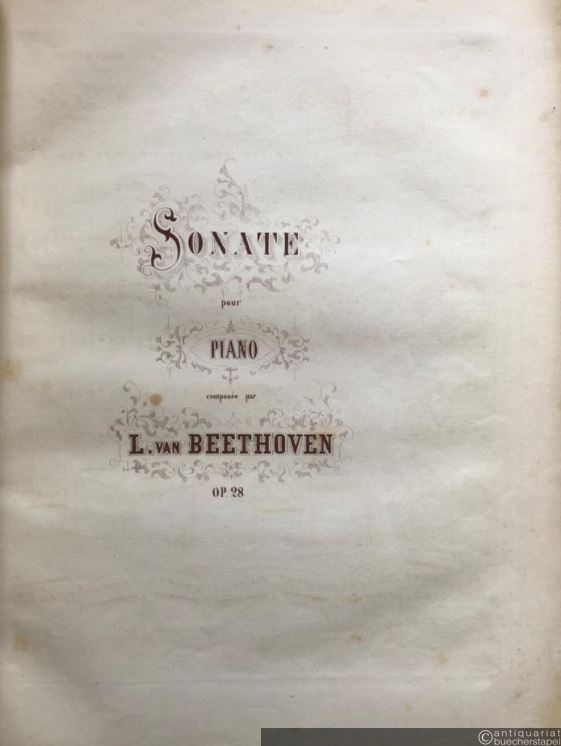 SONATE
pour
PIANO
composée par
L. VAN BEETHOVEN
OP. 28
©antiquariat
buecherstapel